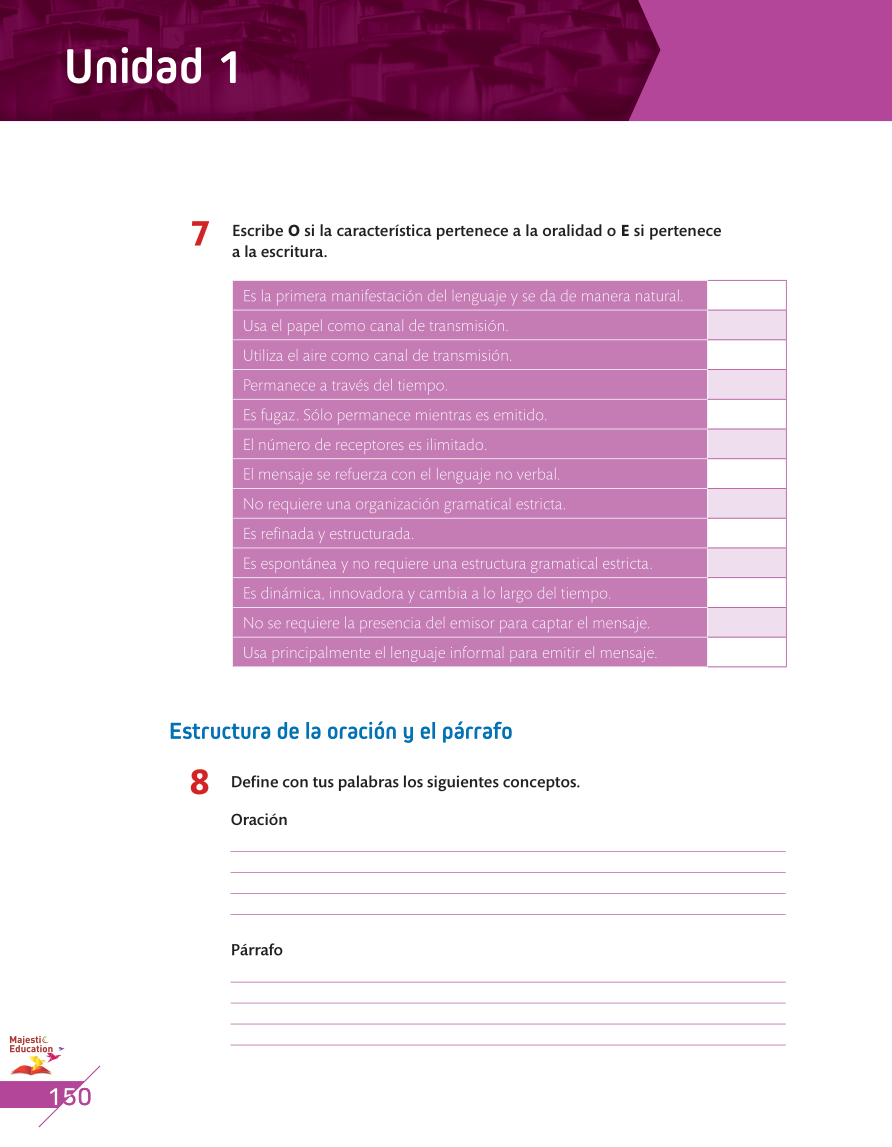 Unidad 1
7
Escribe O si la característica pertenece a la oralidad o E si pertenece
a la escritura.
Es la primera manifestación del lenguaje y se da de manera natural.
Usa el papel como canal de transmisión.
Utiliza el aire como canal de transmisión.
Permanece a través del tiempo.
Es fugaz. Sólo permanece mientras es emitido.
El número de receptores es ilimitado.
El mensaje se refuerza con el lenguaje no verbal.
No requiere una organización gramatical estricta.
Es refinada y estructurada.
Es espontánea y no requiere una estructura gramatical estricta.
Es dinámica, innovadora y cambia a lo largo del tiempo.
No se requiere la presencia del emisor para captar el mensaje.
Usa principalmente el lenguaje informal para emitir el mensaje.
Estructura de la oración y el párrafo
8
Define con tus palabras los siguientes conceptos.
Oración
Párrafo
Majestic
Education
150